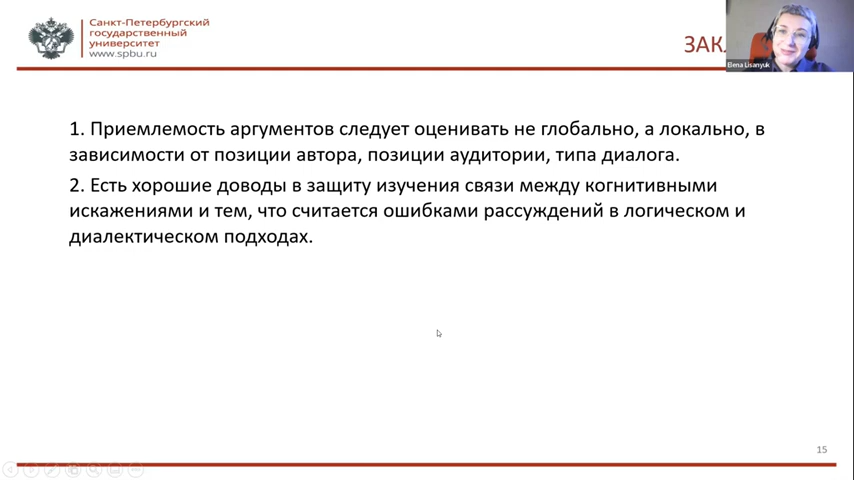 Санкт-Петербургский
государственный
университет
www.spbu.ru
Elena Lisanyuk
1. Приемлемость аргументов следует оценивать не глобально, а локально, в
зависимости от позиции автора, позиции аудитории, типа диалога.
2. Есть хорошие доводы в защиту изучения связи между когнитивными
искажениями и тем, что считается ошибками рассуждений в логическом и
диалектическом подходах.
15